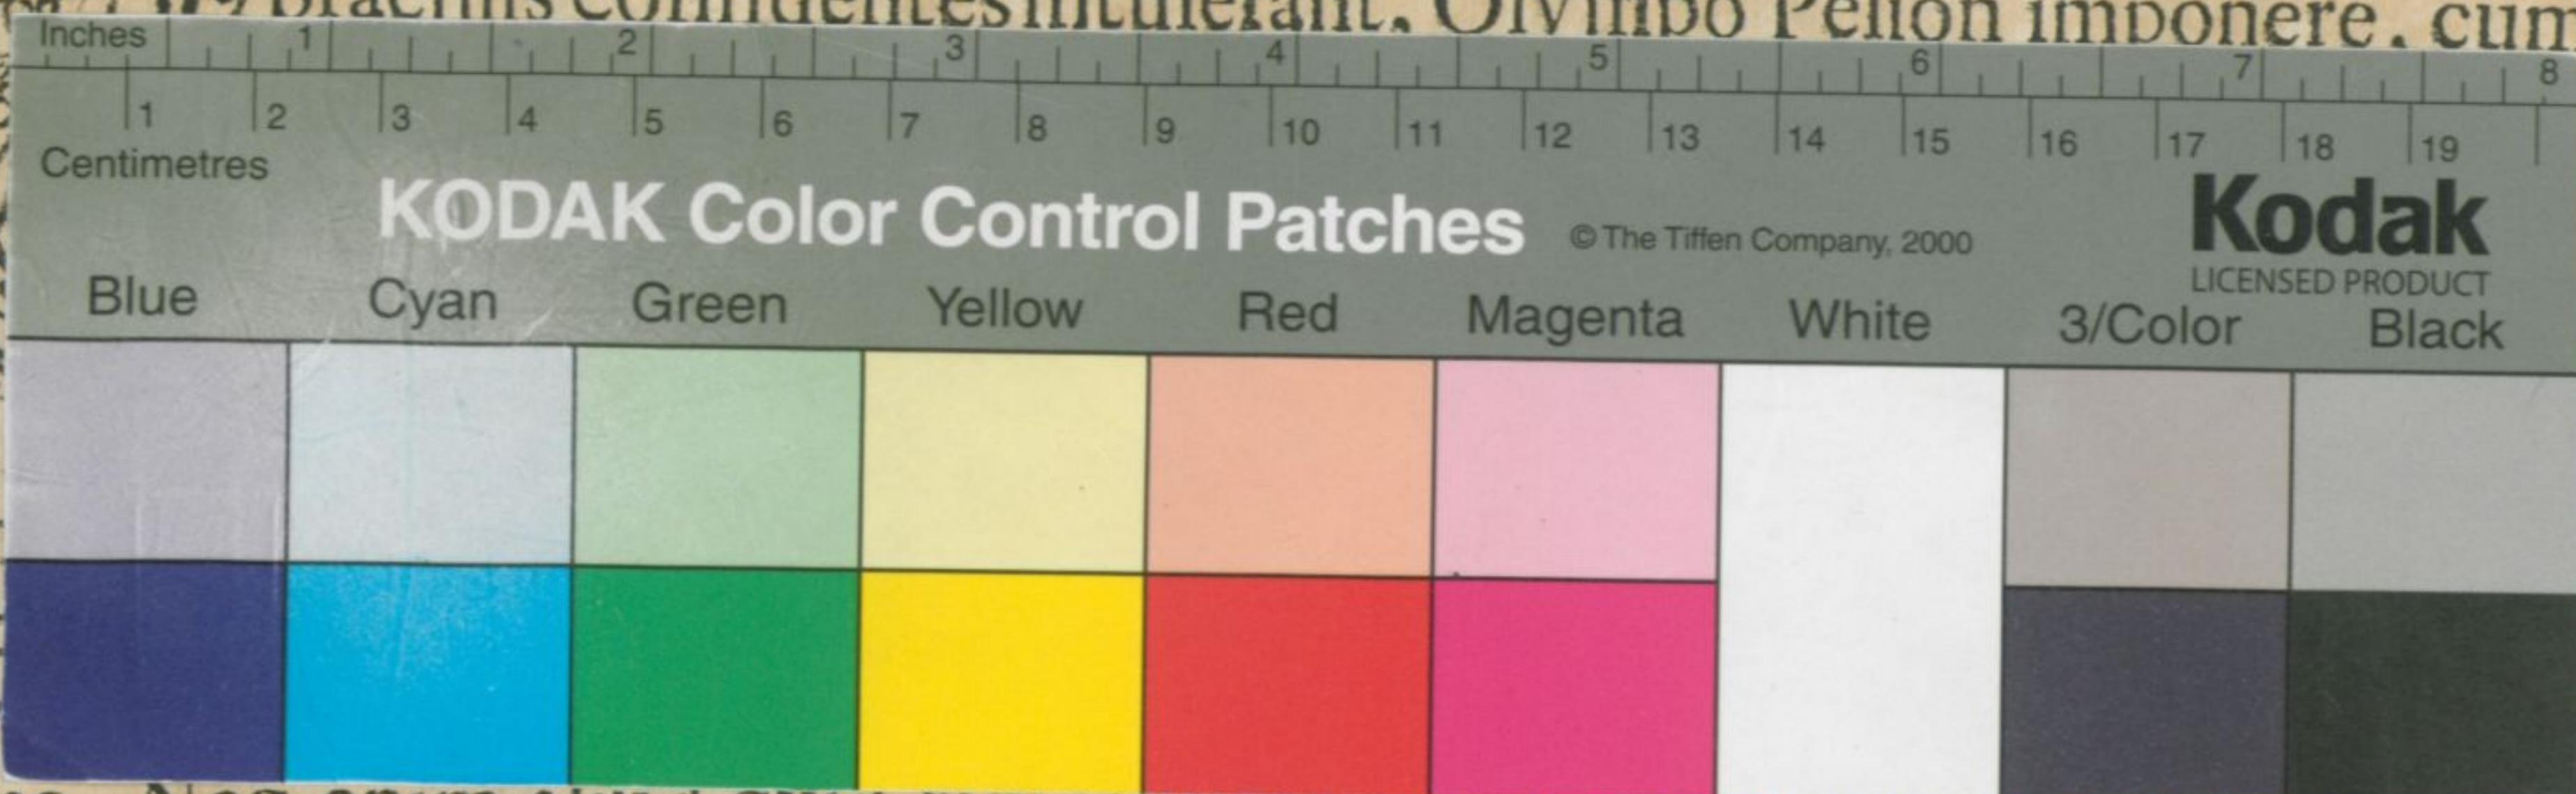 brachiis confidentes intulerant, Olympo Pelion imponere, cum
Inches 1 2 3 4 5 6 7 8
1 2 3 4 5 6 7 8 9 10 11 12 13 14 15 16 17 18 19
Centimetres
KODAK Color Control Patches © The Tiffen Company, 2000 Kodak
LICENSED PRODUCT
Blue Cyan Green Yellow Red Magenta White 3/Color Black